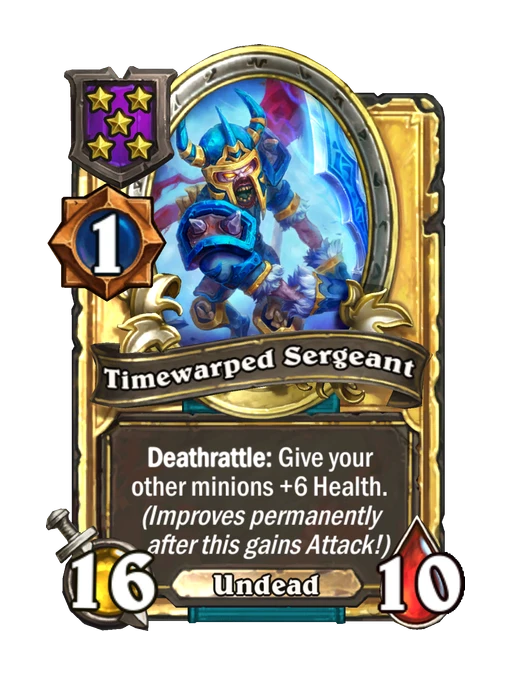 1
Timewarped Sergeant
Deathrattle: Give your
other minions +6 Health.
(Improves permanently
after this gains Attack!)
16
Undead
10